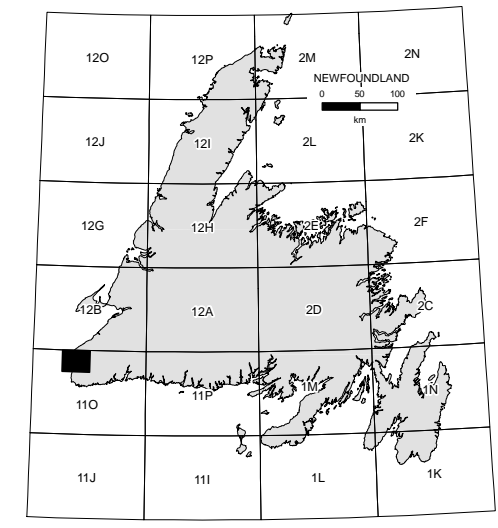 12O 12P 2M 2N
NEWFOUNDLAND
0 50 100
km
12J 12I 2L 2K
12G 12H 2E 2F
12B 12A 2D 2C
11O 11P 1M 1N
11J 11I 1L 1K